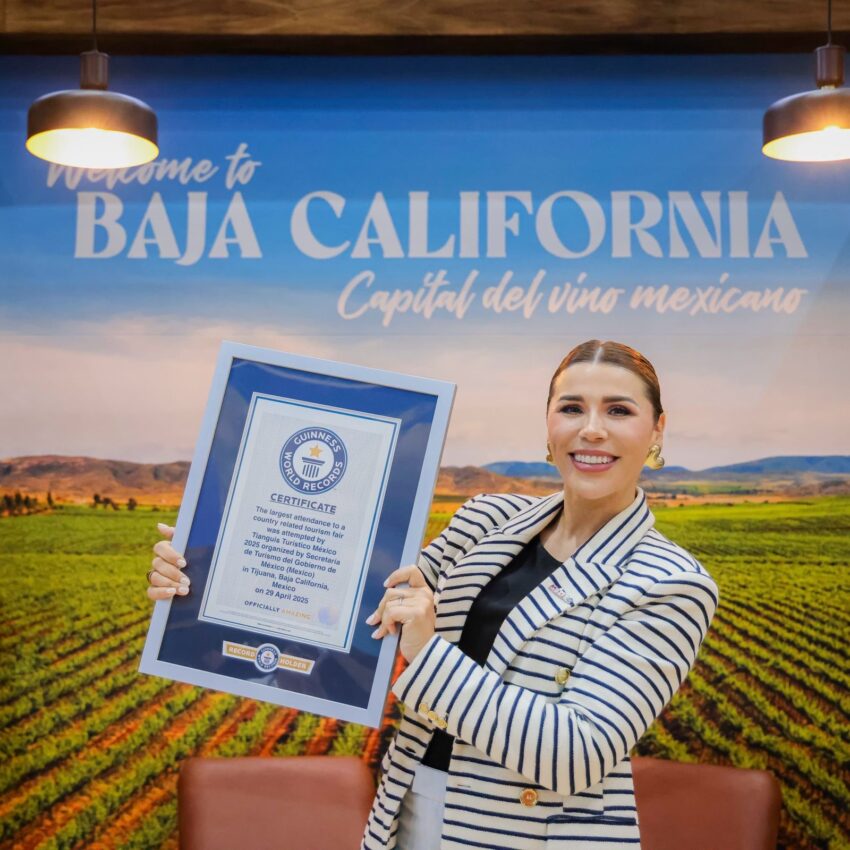 Welcome to
BAJA CALIFORNIA
Capital del vino mexicano
GUINNESS
WORLD RECORDS
CERTIFICATE
The largest attendance to a
country related tourism fair
was attempted by
Tianguis Turístico México
2025 organized by Secretaría
de Turismo del Gobierno de
México (Mexico)
in Tijuana, Baja California,
Mexico
on 29 April 2025
OFFICIALLY AMAZING
RECORD HOLDER